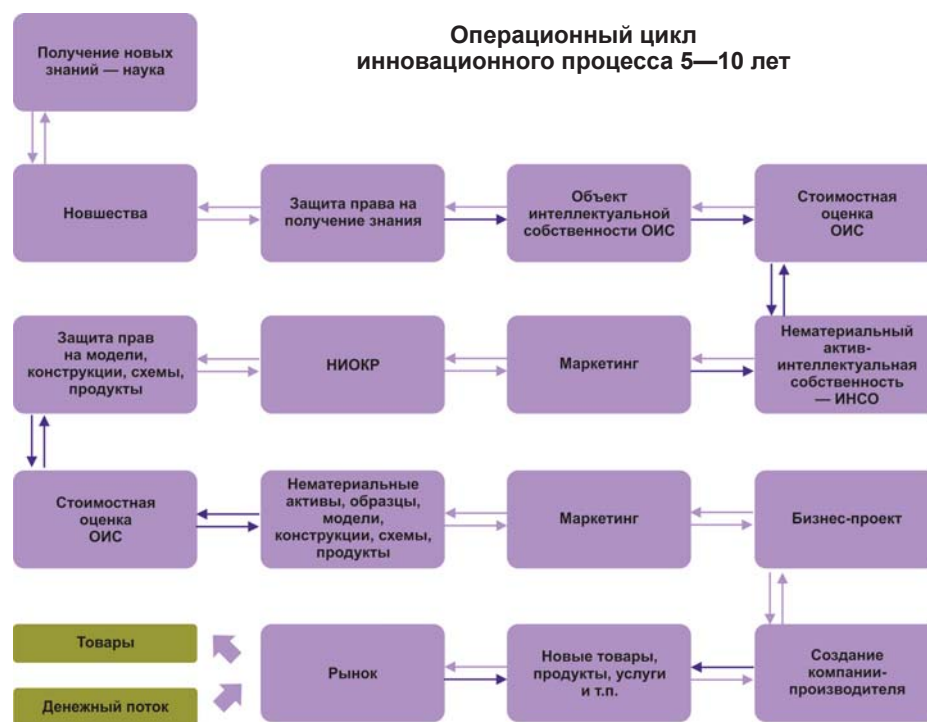 Операционный цикл
инновационного процесса 5—10 лет
Получение новых
знаний — наука
Новшества
Защита права на
получение знания
Объект
интеллектуальной
собственности ОИС
Стоимостная
оценка
ОИС
Защита прав
на модели,
конструкции, схемы,
продукты
НИОКР
Маркетинг
Нематериальный
актив-
интеллектуальная
собственность
— ИНСО
Стоимостная
оценка
ОИС
Нематериальные
активы, образцы,
модели,
конструкции, схемы,
продукты
Маркетинг
Бизнес-проект
Товары
Денежный поток
Рынок
Новые товары,
продукты, услуги
и т.п.
Создание
компании-
производителя